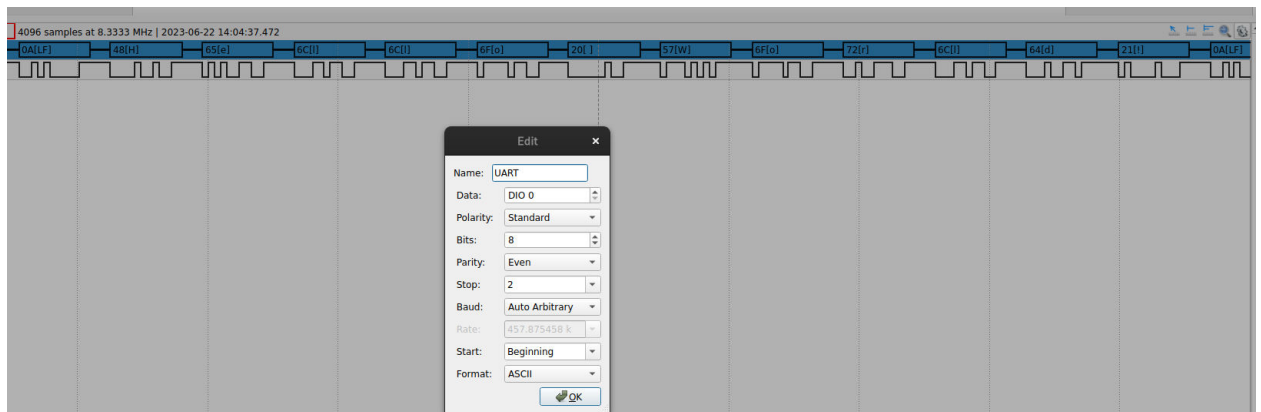 4096 samples at 8.3333 MHz | 2023-06-22 14:04:37.472
0A[LF] 48[H] 65[e] 6C[l] 6C[l] 6F[o] 20[ ] 57[W] 6F[o] 72[r] 6C[l] 64[d] 21[!] 0A[LF]
Edit ×
Name: UART
Data: DIO 0
Polarity: Standard
Bits: 8
Parity: Even
Stop: 2
Baud: Auto Arbitrary
Rate: 457.875458 k
Start: Beginning
Format: ASCII
OK